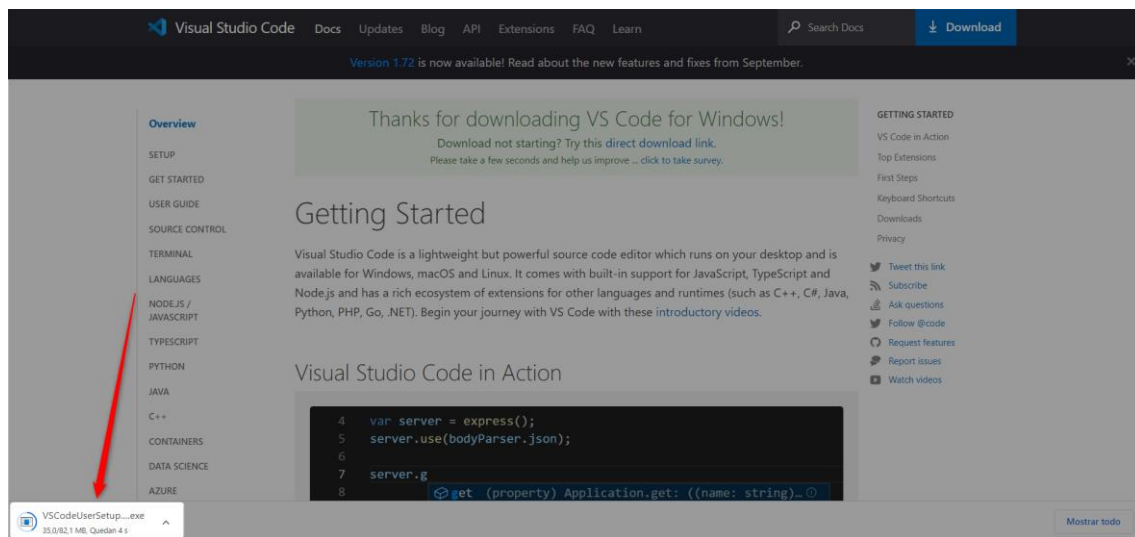 Visual Studio Code Docs Updates Blog API Extensions FAQ Learn Search Docs Download
Version 1.72 is now available! Read about the new features and fixes from September.
Overview
SETUP
GET STARTED
USER GUIDE
SOURCE CONTROL
TERMINAL
LANGUAGES
NODE.JS /
JAVASCRIPT
TYPESCRIPT
PYTHON
JAVA
C++
CONTAINERS
DATA SCIENCE
AZURE
Thanks for downloading VS Code for Windows!
Download not starting? Try this direct download link.
Please take a few seconds and help us improve ... click to take survey.
Getting Started
Visual Studio Code is a lightweight but powerful source code editor which runs on your desktop and is
available for Windows, macOS and Linux. It comes with built-in support for JavaScript, TypeScript and
Node.js and has a rich ecosystem of extensions for other languages and runtimes (such as C++, C#, Java,
Python, PHP, Go, .NET). Begin your journey with VS Code with these introductory videos.
Visual Studio Code in Action
4 var server = express();
5 server.use(bodyParser.json);
6
7 server.g
8 get (property) Application.get: ((name: string)…
GETTING STARTED
VS Code in Action
Top Extensions
First Steps
Keyboard Shortcuts
Downloads
Privacy
Tweet this link
Subscribe
Ask questions
Follow @code
Request features
Report issues
Watch videos
VSCodeUserSetup....exe
35,0/82,1 MB, Quedan 4 s
Mostrar todo